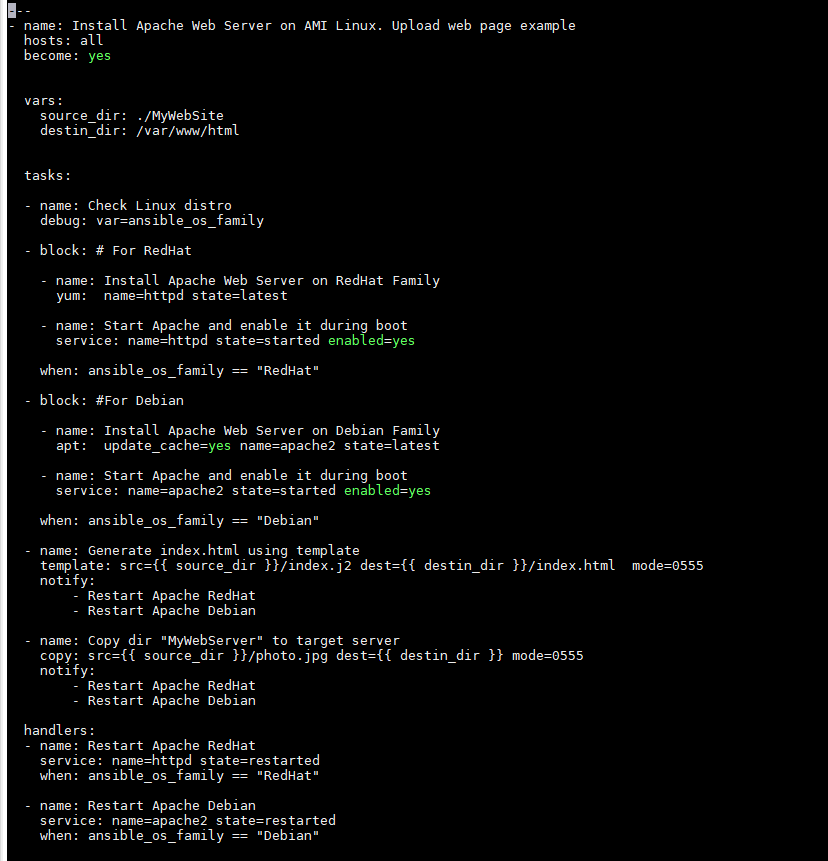 ---
- name: Install Apache Web Server on AMI Linux. Upload web page example
  hosts: all
  become: yes


  vars:
    source_dir: ./MyWebSite
    destin_dir: /var/www/html


  tasks:

  - name: Check Linux distro
    debug: var=ansible_os_family

  - block: # For RedHat

    - name: Install Apache Web Server on RedHat Family
      yum:  name=httpd state=latest

    - name: Start Apache and enable it during boot
      service: name=httpd state=started enabled=yes

    when: ansible_os_family == "RedHat"

  - block: #For Debian

    - name: Install Apache Web Server on Debian Family
      apt:  update_cache=yes name=apache2 state=latest

    - name: Start Apache and enable it during boot
      service: name=apache2 state=started enabled=yes

    when: ansible_os_family == "Debian"

  - name: Generate index.html using template
    template: src={{ source_dir }}/index.j2 dest={{ destin_dir }}/index.html  mode=0555
    notify:
        - Restart Apache RedHat
        - Restart Apache Debian

  - name: Copy dir "MyWebServer" to target server
    copy: src={{ source_dir }}/photo.jpg dest={{ destin_dir }} mode=0555
    notify:
        - Restart Apache RedHat
        - Restart Apache Debian

  handlers:
  - name: Restart Apache RedHat
    service: name=httpd state=restarted
    when: ansible_os_family == "RedHat"

  - name: Restart Apache Debian
    service: name=apache2 state=restarted
    when: ansible_os_family == "Debian"